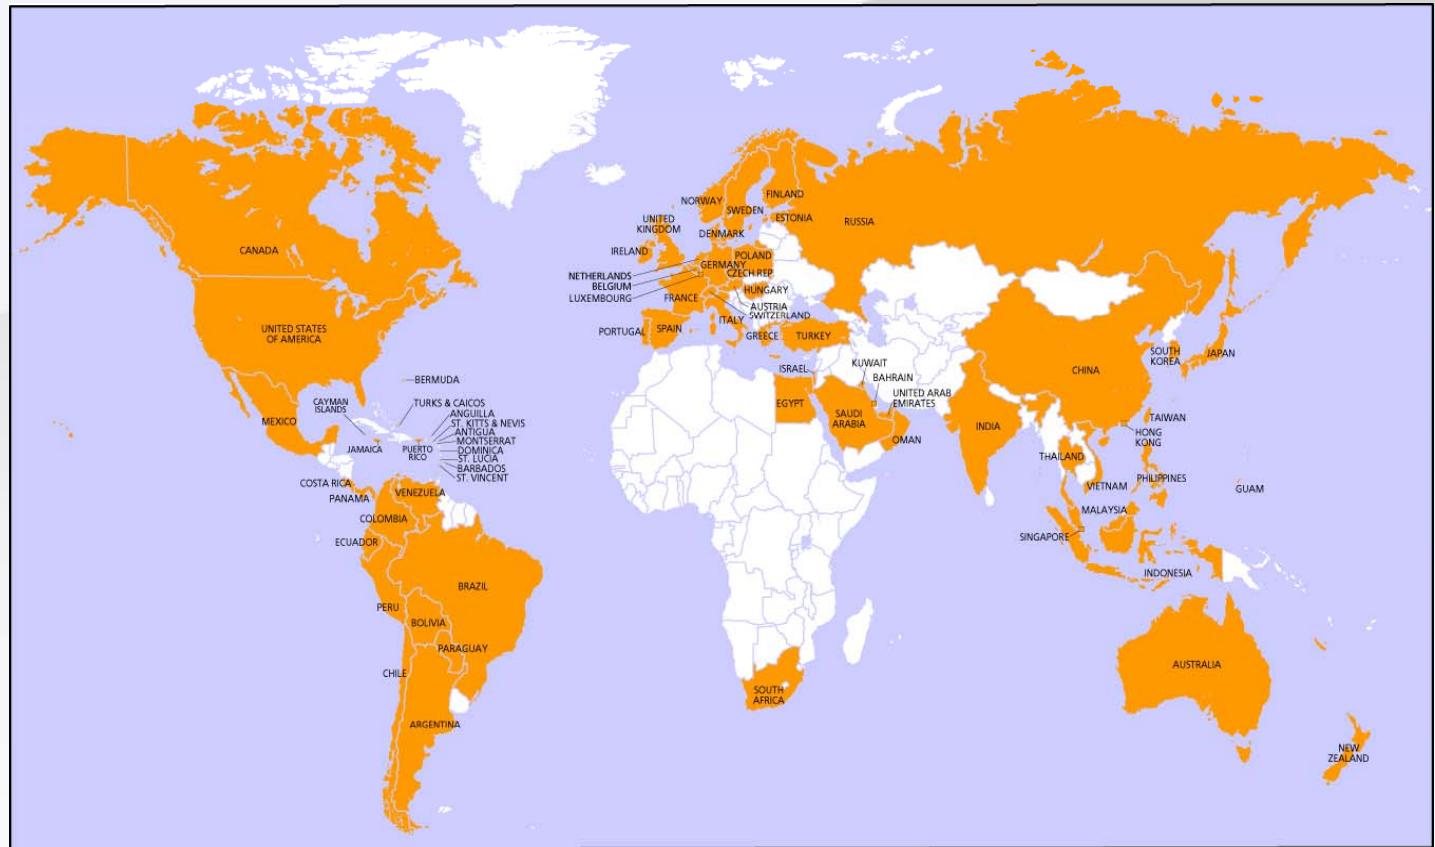 CANADA
UNITED STATES
OF AMERICA
MEXICO
BERMUDA
CAYMAN
ISLANDS
TURKS & CAICOS
ANGUILLA
ST. KITTS & NEVIS
ANTIGUA
MONTSERRAT
DOMINICA
ST. LUCIA
BARBADOS
ST. VINCENT
JAMAICA
PUERTO
RICO
COSTA RICA
PANAMA
VENEZUELA
COLOMBIA
ECUADOR
BRAZIL
PERU
BOLIVIA
PARAGUAY
CHILE
ARGENTINA
NORWAY
SWEDEN
FINLAND
ESTONIA
UNITED
KINGDOM
DENMARK
IRELAND
POLAND
GERMANY
NETHERLANDS
CZECH REP
BELGIUM
HUNGARY
LUXEMBOURG
FRANCE
AUSTRIA
SWITZERLAND
ITALY
PORTUGAL
SPAIN
GREECE
TURKEY
RUSSIA
ISRAEL
KUWAIT
BAHRAIN
UNITED ARAB
EMIRATES
EGYPT
SAUDI
ARABIA
OMAN
SOUTH
AFRICA
INDIA
CHINA
SOUTH
KOREA
JAPAN
TAIWAN
HONG
KONG
THAILAND
VIETNAM
PHILIPPINES
GUAM
MALAYSIA
SINGAPORE
INDONESIA
AUSTRALIA
NEW
ZEALAND